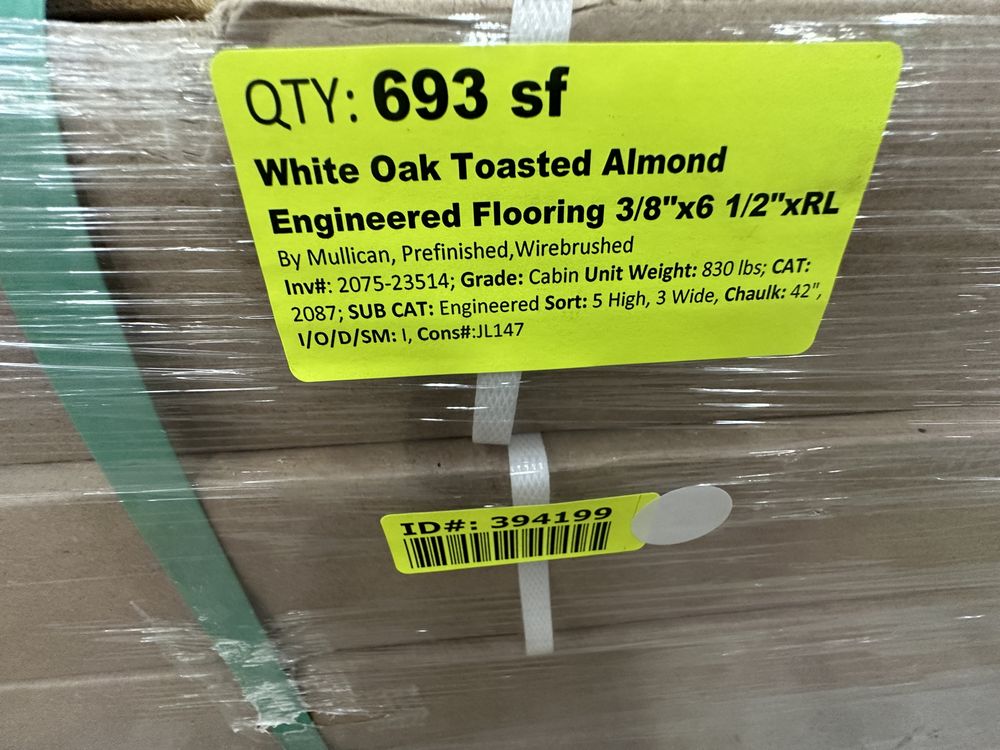 QTY: 693 sf
White Oak Toasted Almond
Engineered Flooring 3/8"x6 1/2"xRL
By Mullican, Prefinished,Wirebrushed
Inv#: 2075-23514; Grade: Cabin Unit Weight: 830 lbs; CAT:
2087; SUB CAT: Engineered Sort: 5 High, 3 Wide, Chaulk: 42",
I/O/D/SM: I, Cons#:JL147
ID#: 394199